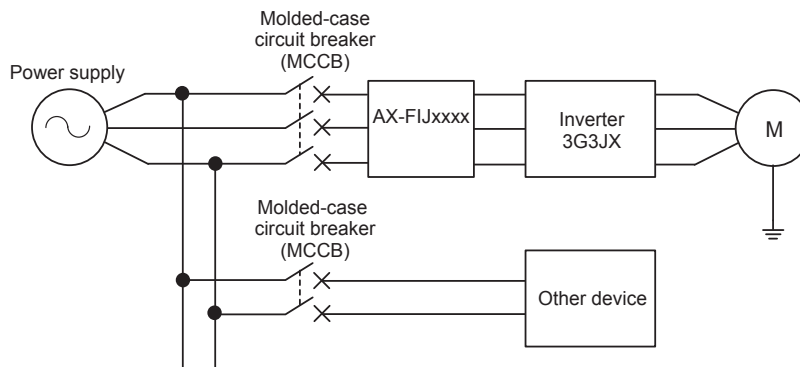 Molded-case
circuit breaker
(MCCB)
Power supply
AX-FIJxxxx
Inverter
3G3JX
M
Molded-case
circuit breaker
(MCCB)
Other device